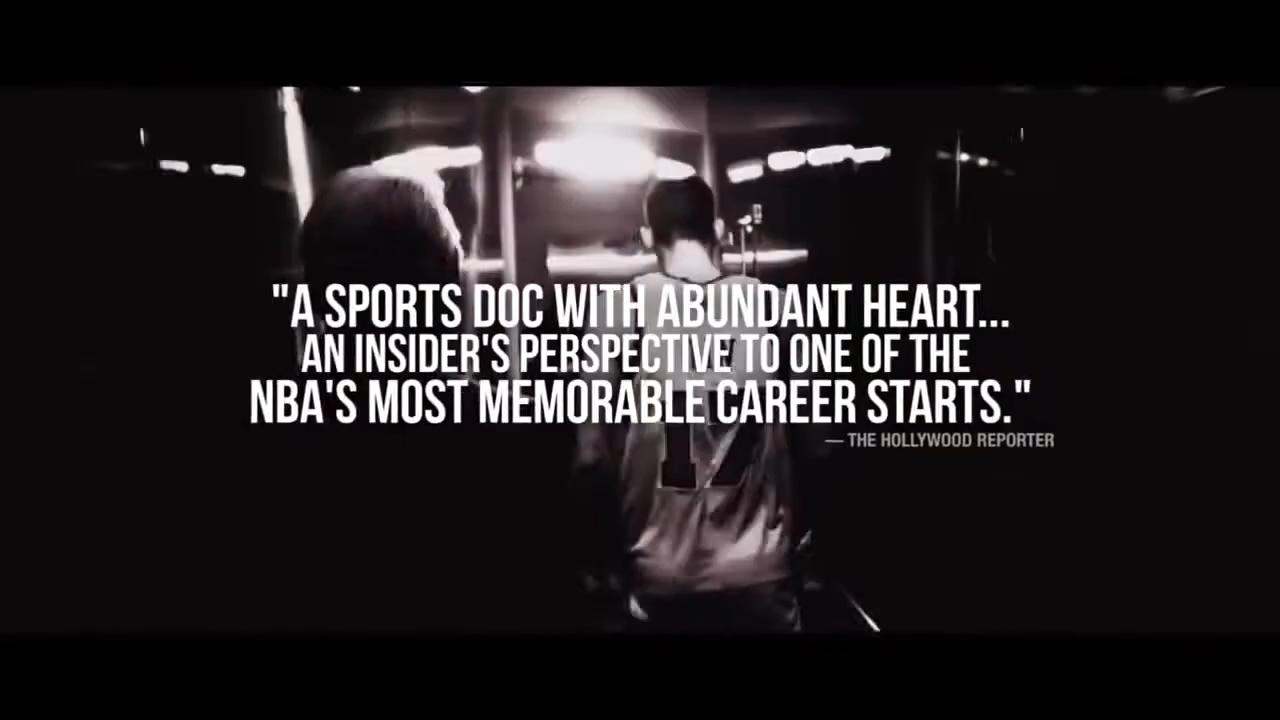 "A SPORTS DOC WITH ABUNDANT HEART...
AN INSIDER'S PERSPECTIVE TO ONE OF THE
NBA'S MOST MEMORABLE CAREER STARTS."
— THE HOLLYWOOD REPORTER
17